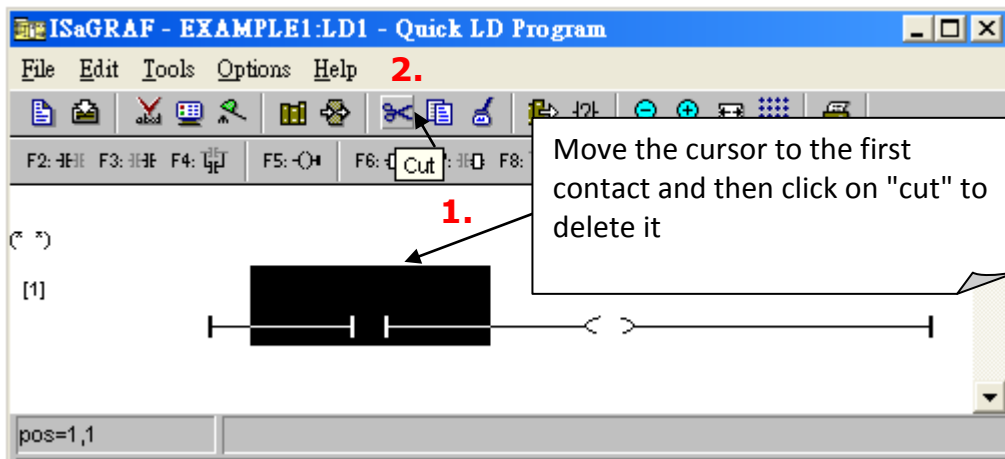 ISaGRAF - EXAMPLE1:LD1 - Quick LD Program
File Edit Tools Options Help 2.
abcd
F2: F3: F4: F5: F6: F8:
Cut
Move the cursor to the first
contact and then click on "cut" to
delete it
1.
(* *)
[1]
pos=1,1